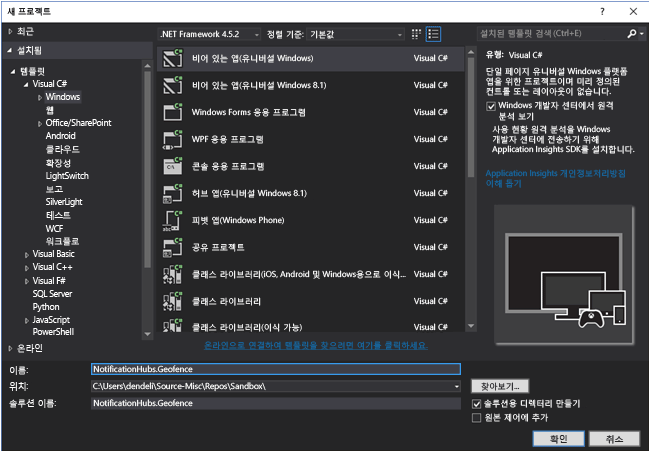 새 프로젝트
? ×
최근
설치됨
템플릿
Visual C#
Windows
웹
Office/SharePoint
Android
클라우드
확장성
LightSwitch
보고
SilverLight
테스트
WCF
워크플로
Visual Basic
Visual C++
Visual F#
SQL Server
Python
JavaScript
PowerShell
온라인
.NET Framework 4.5.2 정렬 기준: 기본값
비어 있는 앱(유니버설 Windows) Visual C#
비어 있는 앱(유니버설 Windows 8.1) Visual C#
Windows Forms 응용 프로그램 Visual C#
WPF 응용 프로그램 Visual C#
콘솔 응용 프로그램 Visual C#
허브 앱(유니버설 Windows 8.1) Visual C#
피벗 앱(Windows Phone) Visual C#
공유 프로젝트 Visual C#
클래스 라이브러리(iOS, Android 및 Windows용으로 이식... Visual C#
클래스 라이브러리 Visual C#
클래스 라이브러리(이식 가능) Visual C#
온라인으로 연결하여 템플릿을 찾으려면 여기를 클릭하세요.
설치된 템플릿 검색(Ctrl+E)
유형: Visual C#
단일 페이지 유니버설 Windows 플랫폼
앱을 위한 프로젝트이며 미리 정의된
컨트롤 또는 레이아웃이 없습니다.
Windows 개발자 센터에서 원격
분석 보기
사용 현황 원격 분석을 Windows
개발자 센터에 전송하기 위해
Application Insights SDK를 설치합니다.
Application Insights 개인정보처리방침
이해 돕기
이름: NotificationHubs.Geofence
위치: C:\Users\dendeli\Source-Misc\Repos\Sandbox\ 찾아보기...
솔루션 이름: NotificationHubs.Geofence
솔루션용 디렉터리 만들기
원본 제어에 추가
확인 취소